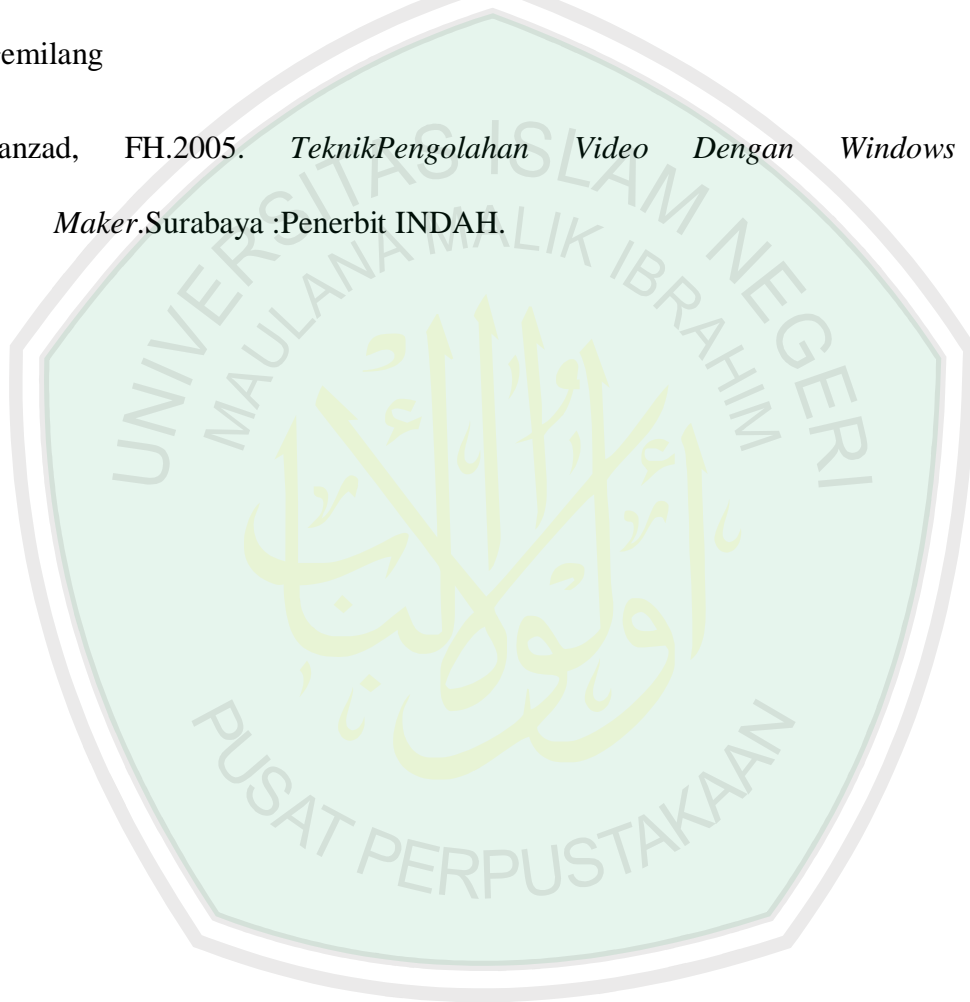 emilang
anzad, FH.2005. TeknikPengolahan Video Dengan Windows
Maker.Surabaya :Penerbit INDAH.
UNIVERSITAS ISLAM NEGERI
MAULANA MALIK IBRAHIM
PUSAT PERPUSTAKAAN